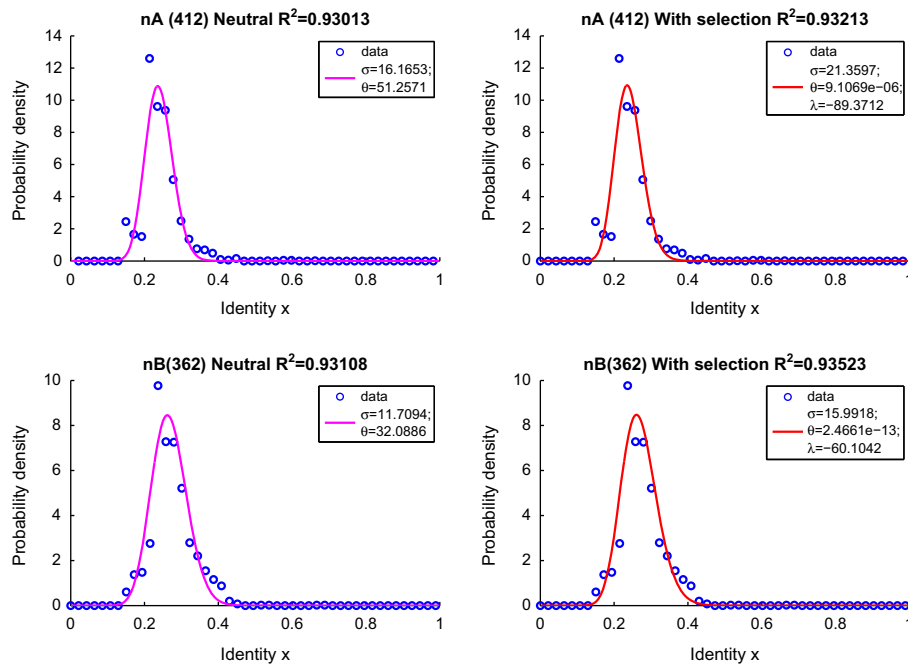 nA (412) Neutral R²=0.93013
data
σ=16.1653;
θ=51.2571
Probability density
14
12
10
8
6
4
2
0
0 0.2 0.4 0.6 0.8 1
Identity x
nA (412) With selection R²=0.93213
data
σ=21.3597;
θ=9.1069e−06;
λ=−89.3712
Probability density
14
12
10
8
6
4
2
0
0 0.2 0.4 0.6 0.8 1
Identity x
nB(362) Neutral R²=0.93108
data
σ=11.7094;
θ=32.0886
Probability density
10
8
6
4
2
0
0 0.2 0.4 0.6 0.8 1
Identity x
nB(362) With selection R²=0.93523
data
σ=15.9918;
θ=2.4661e−13;
λ=−60.1042
Probability density
10
8
6
4
2
0
0 0.2 0.4 0.6 0.8 1
Identity x